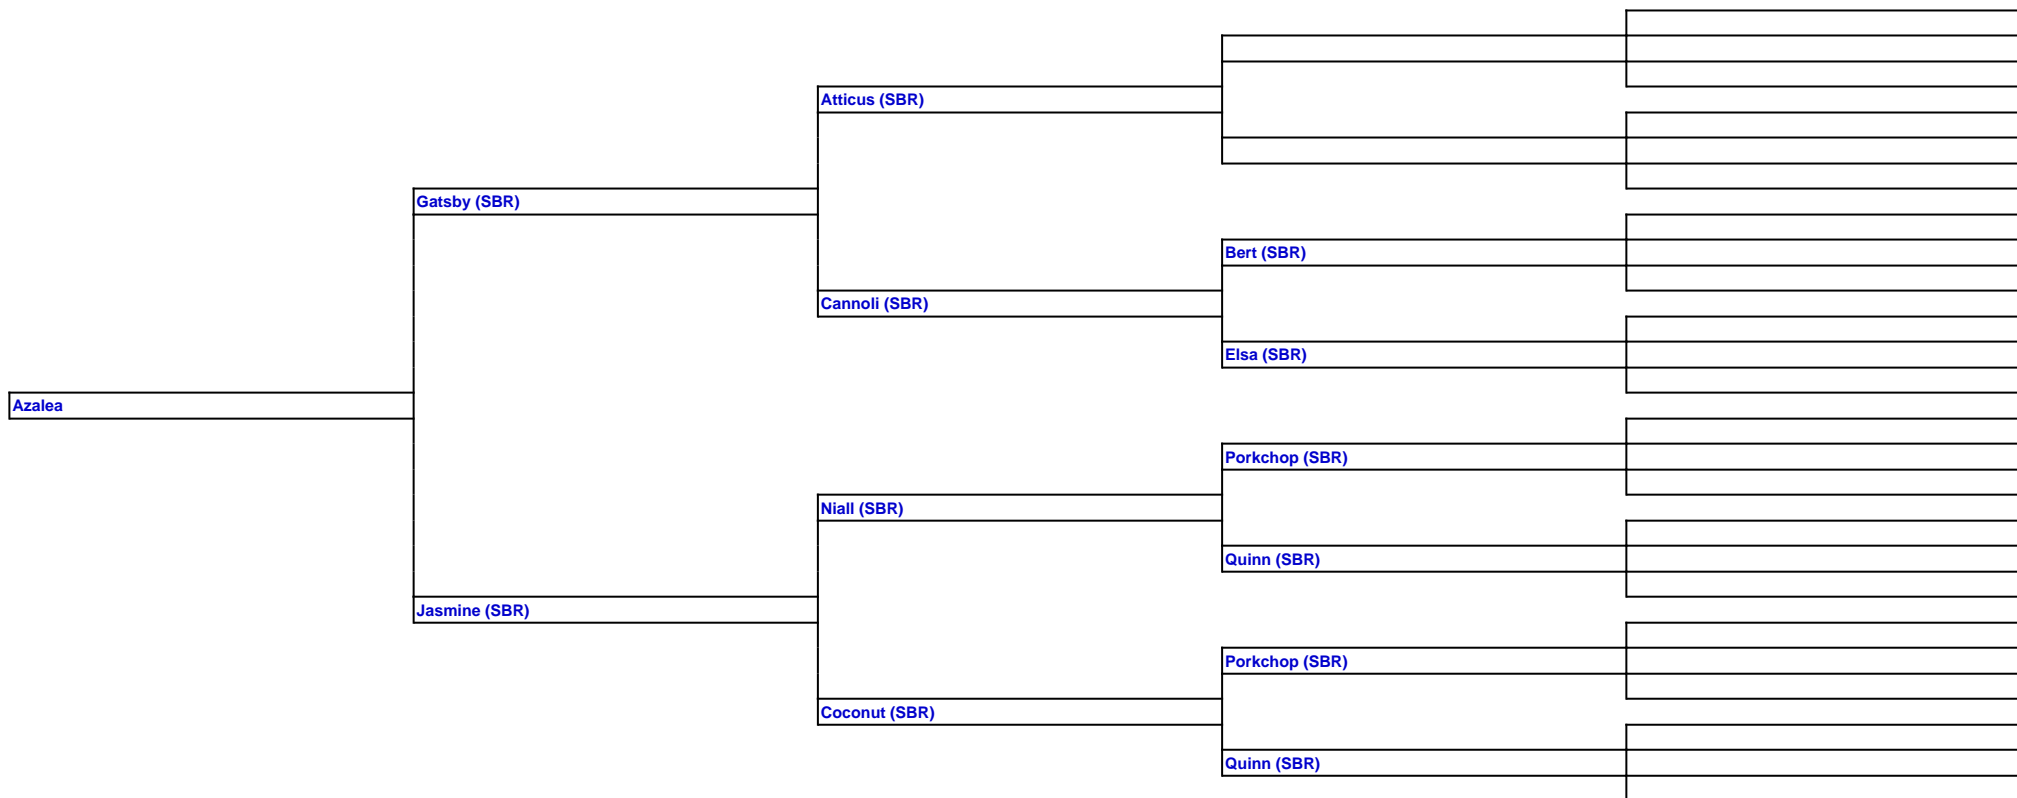 Atticus (SBR)
Gatsby (SBR)
Bert (SBR)
Cannoli (SBR)
Elsa (SBR)
Azalea
Porkchop (SBR)
Niall (SBR)
Quinn (SBR)
Jasmine (SBR)
Porkchop (SBR)
Coconut (SBR)
Quinn (SBR)